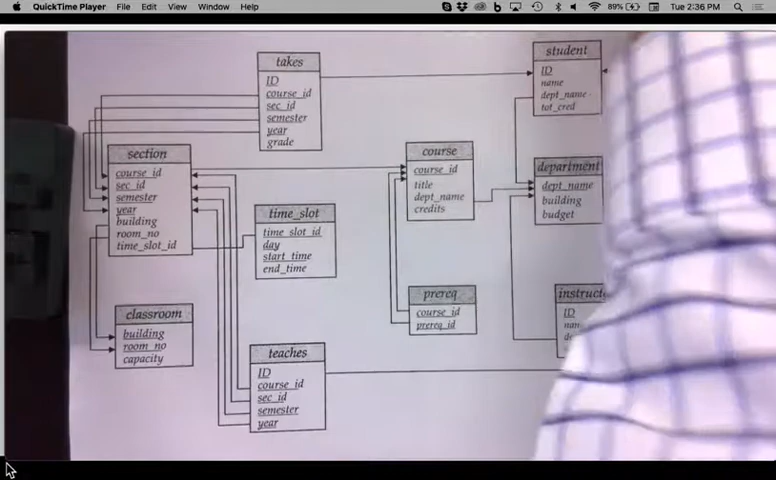 QuickTime Player File Edit View Window Help 89% Tue 2:36 PM
takes
ID
course_id
sec_id
semester
year
grade
student
ID
name
dept_name
tot_cred
section
course_id
sec_id
semester
year
building
room_no
time_slot_id
course
course_id
title
dept_name
credits
department
dept_name
building
budget
time_slot
time_slot_id
day
start_time
end_time
prereq
course_id
prereq_id
instruct
ID
nam
de
classroom
building
room_no
capacity
teaches
ID
course_id
sec_id
semester
year